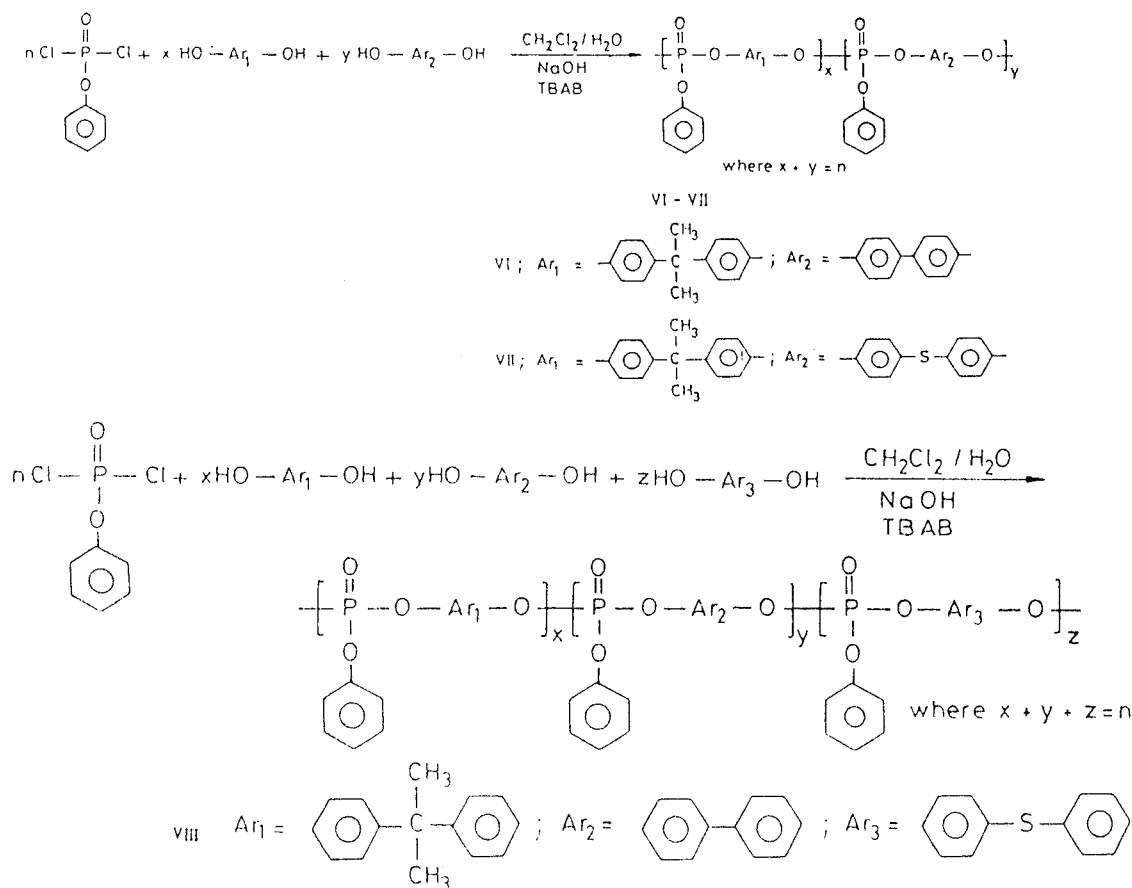 O O O
n Cl—P—Cl + x HO—Ar1—OH + y HO—Ar2—OH CH2Cl2/H2O [P—O—Ar1—O]x [P—O—Ar2—O]y
NaOH
TBAB
O O O
where x + y = n
VI - VII
CH3
VI ; Ar1 = C ; Ar2 =
CH3
CH3
VII ; Ar1 = C ; Ar2 = S
CH3
O
n Cl—P—Cl + xHO—Ar1—OH + yHO—Ar2—OH + zHO—Ar3—OH CH2Cl2 / H2O
NaOH
TBAB
O
O O O
[P—O—Ar1—O]x [P—O—Ar2—O]y [P—O—Ar3—O]z
O O O
where x + y + z = n
CH3
VIII Ar1 = C ; Ar2 = ; Ar3 = S
CH3